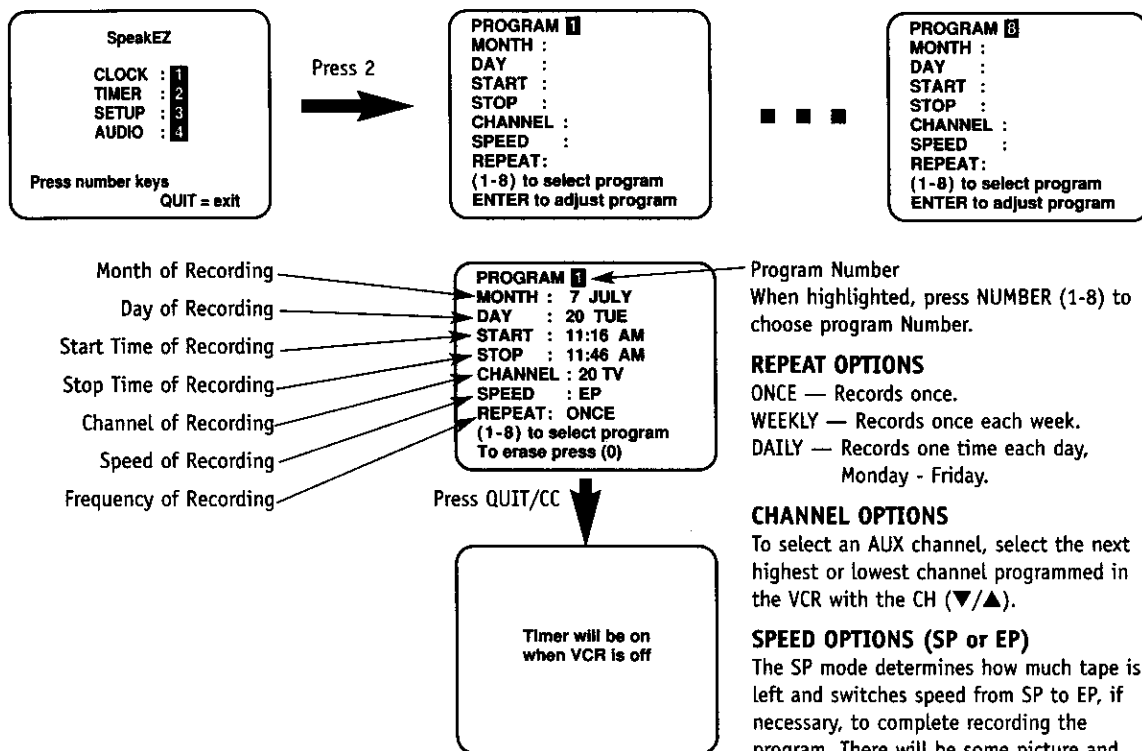 SpeakEZ
CLOCK : 1
TIMER : 2
SETUP : 3
AUDIO : 4
Press number keys
QUIT = exit
Press 2
PROGRAM 1
MONTH :
DAY :
START :
STOP :
CHANNEL :
SPEED :
REPEAT:
(1-8) to select program
ENTER to adjust program
PROGRAM 8
MONTH :
DAY :
START :
STOP :
CHANNEL :
SPEED :
REPEAT:
(1-8) to select program
ENTER to adjust program
Month of Recording
Day of Recording
Start Time of Recording
Stop Time of Recording
Channel of Recording
Speed of Recording
Frequency of Recording
PROGRAM 1
MONTH : 7 JULY
DAY : 20 TUE
START : 11:16 AM
STOP : 11:46 AM
CHANNEL : 20 TV
SPEED : EP
REPEAT: ONCE
(1-8) to select program
To erase press (0)
Press QUIT/CC
Timer will be on
when VCR is off
Program Number
When highlighted, press NUMBER (1-8) to
choose program Number.
REPEAT OPTIONS
ONCE — Records once.
WEEKLY — Records once each week.
DAILY — Records one time each day,
Monday - Friday.
CHANNEL OPTIONS
To select an AUX channel, select the next
highest or lowest channel programmed in
the VCR with the CH (▼/▲).
SPEED OPTIONS (SP or EP)
The SP mode determines how much tape is
left and switches speed from SP to EP, if
necessary, to complete recording the
program. There will be some picture and